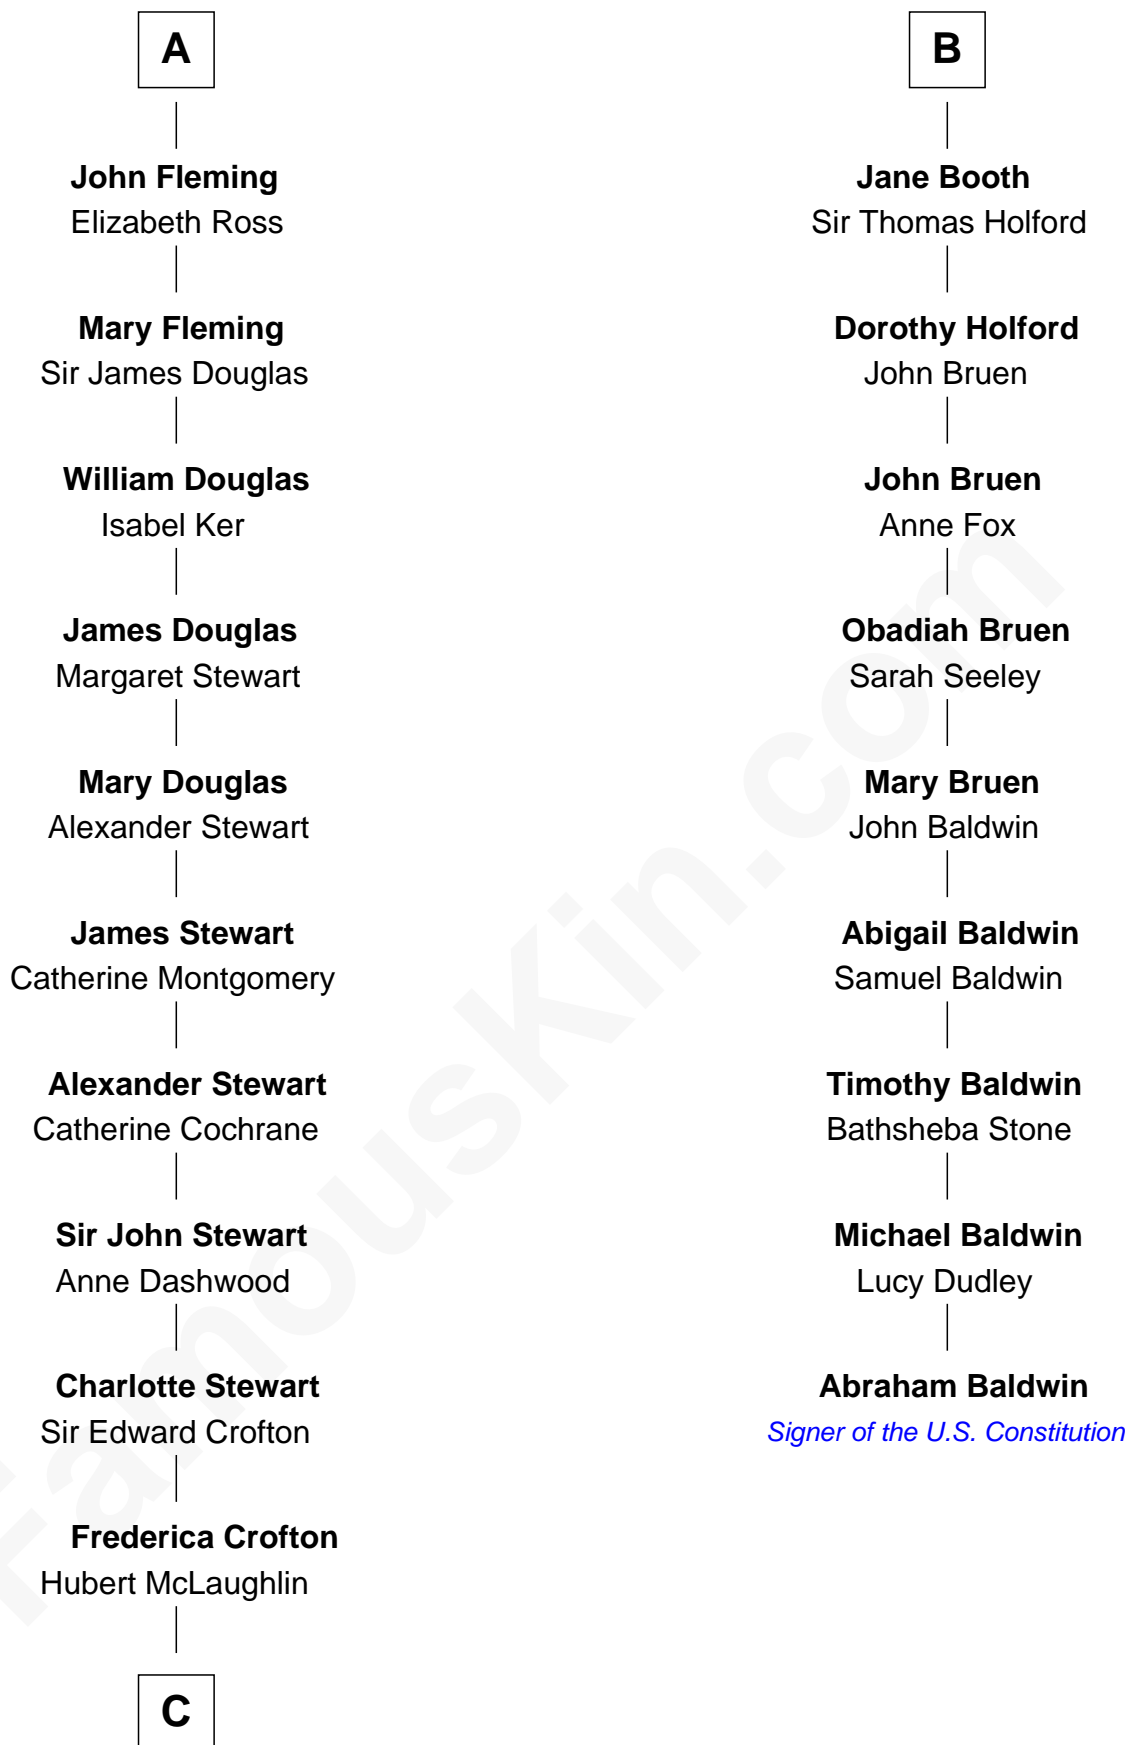 A
John Fleming
Elizabeth Ross
Mary Fleming
Sir James Douglas
William Douglas
Isabel Ker
James Douglas
Margaret Stewart
Mary Douglas
Alexander Stewart
James Stewart
Catherine Montgomery
Alexander Stewart
Catherine Cochrane
Sir John Stewart
Anne Dashwood
Charlotte Stewart
Sir Edward Crofton
Frederica Crofton
Hubert McLaughlin
C
B
Jane Booth
Sir Thomas Holford
Dorothy Holford
John Bruen
John Bruen
Anne Fox
Obadiah Bruen
Sarah Seeley
Mary Bruen
John Baldwin
Abigail Baldwin
Samuel Baldwin
Timothy Baldwin
Bathsheba Stone
Michael Baldwin
Lucy Dudley
Abraham Baldwin
Signer of the U.S. Constitution
FamousKin.com